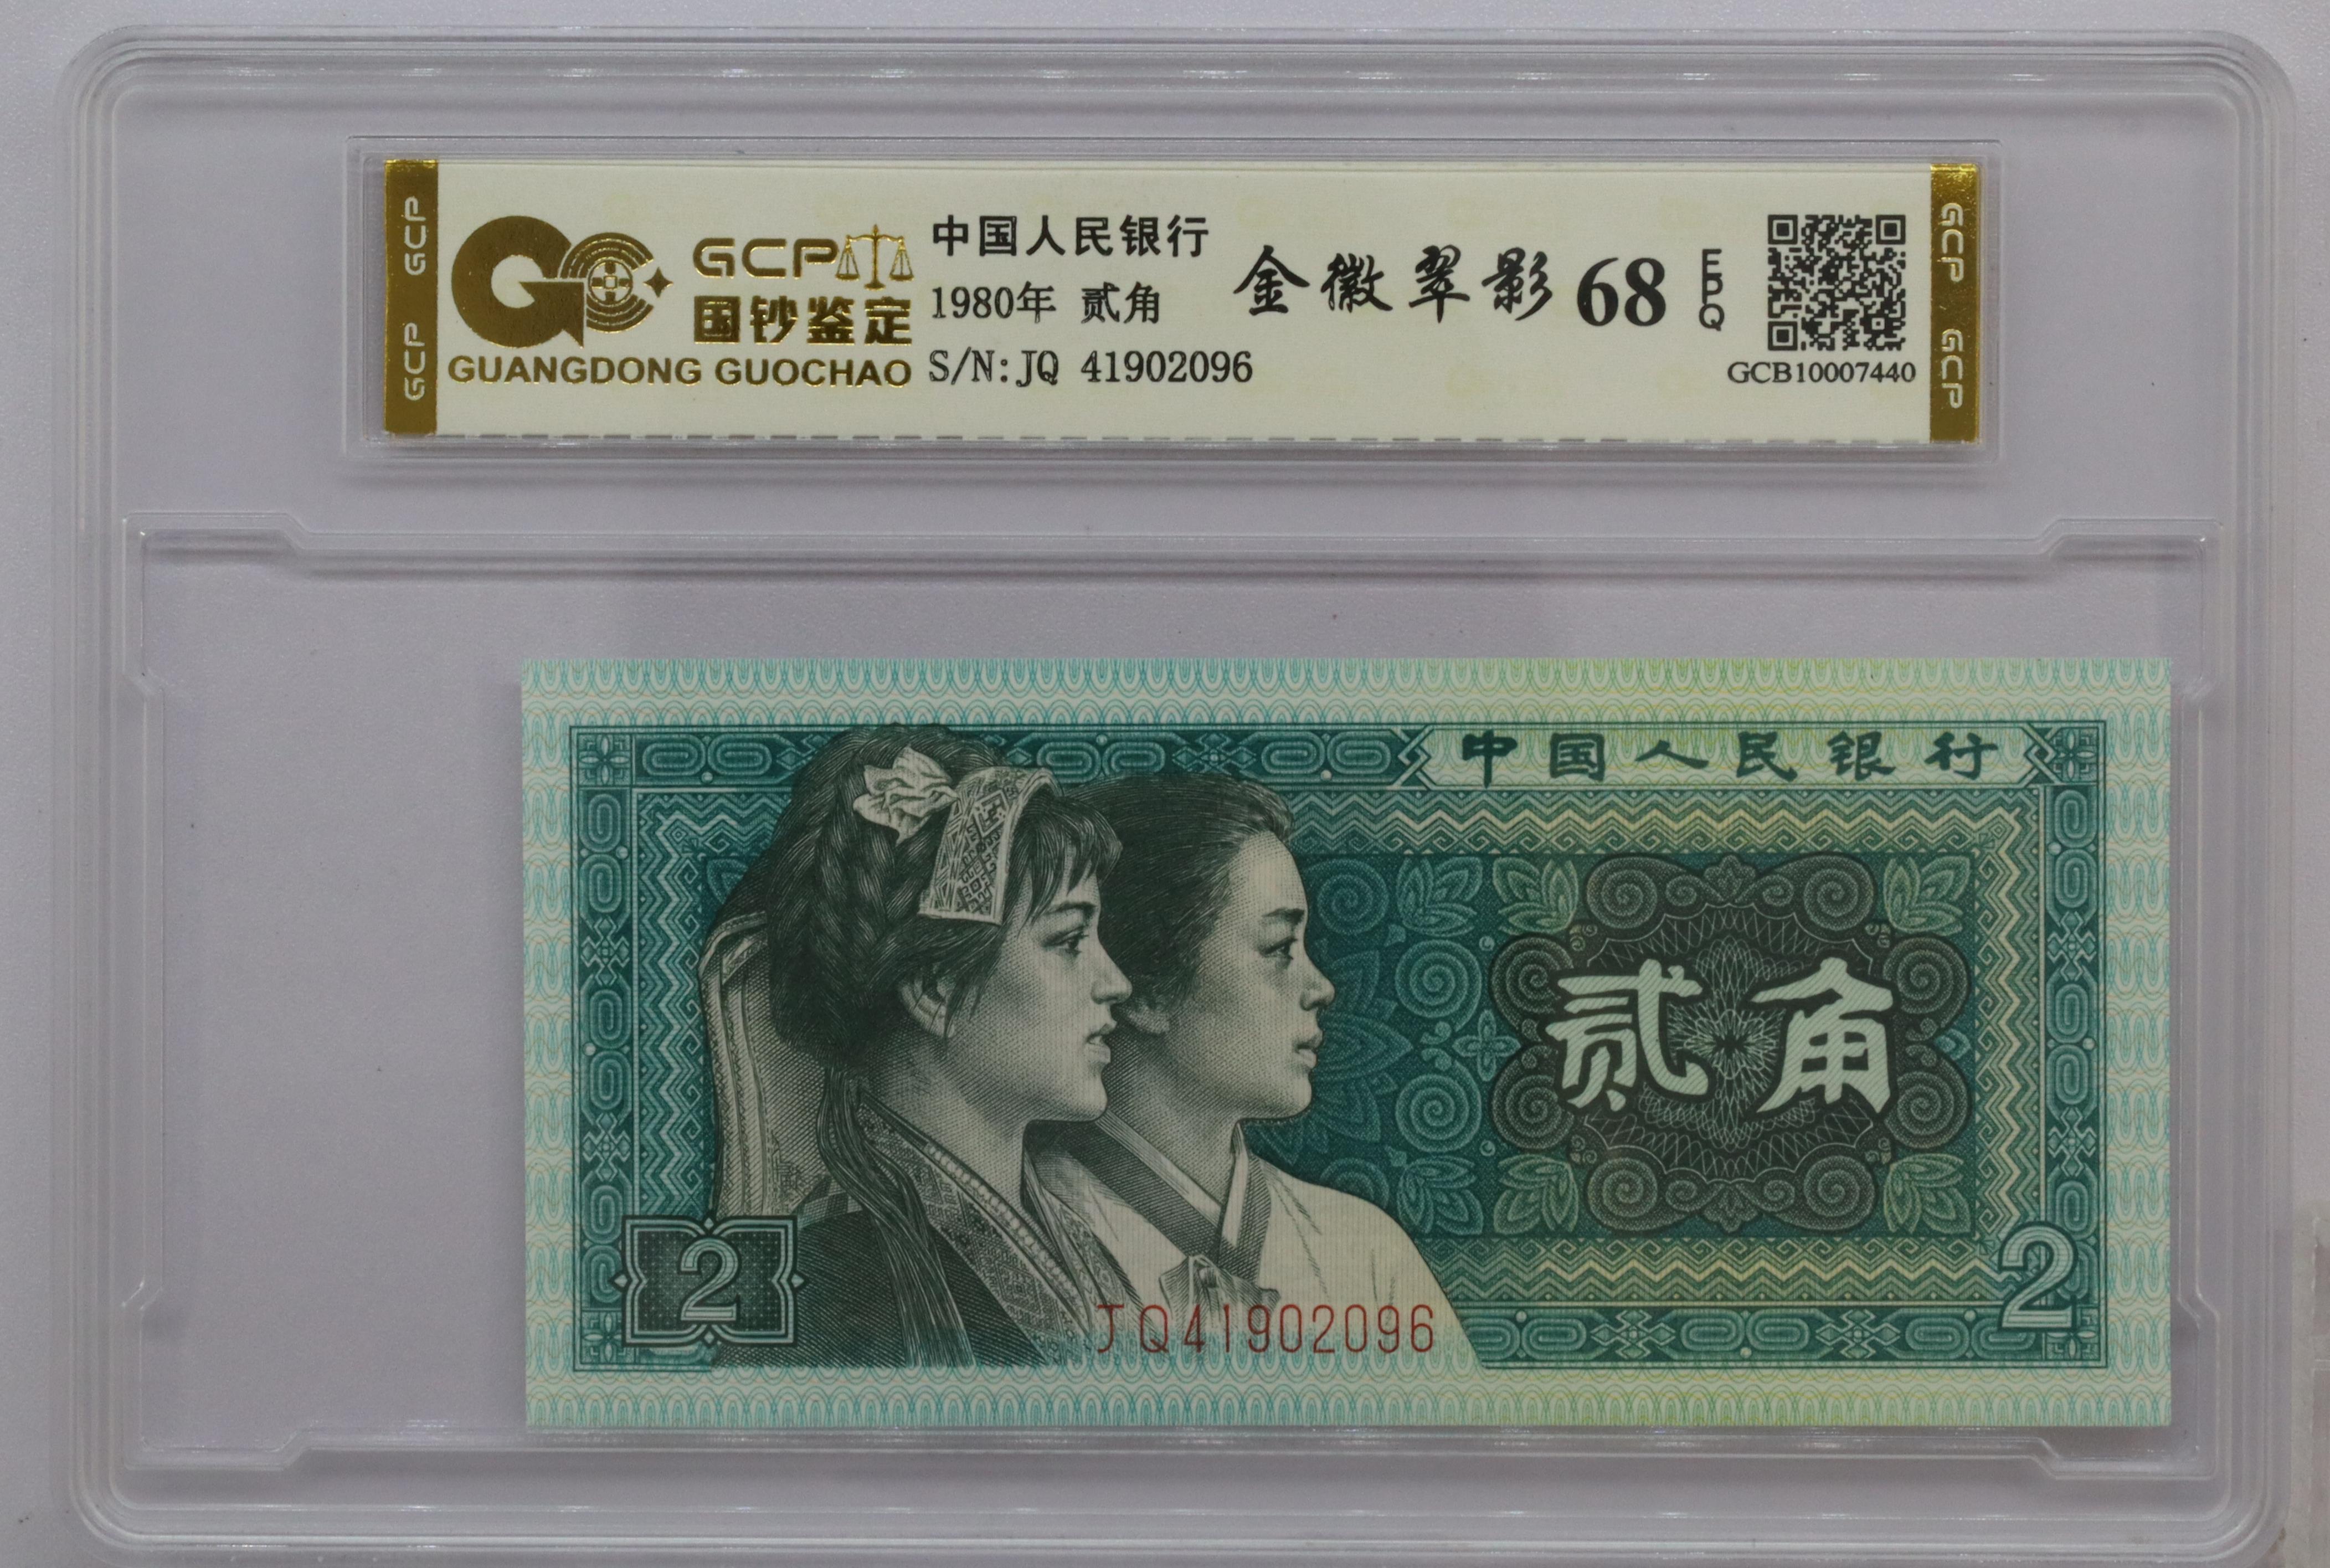 GCP GCP
GCP
国钞鉴定
GUANGDONG GUOCHAO
中国人民银行
1980年 贰角
S/N:JQ 41902096
金徽翠影 68 EPQ
GCB10007440
GCP GCP
中国人民银行
贰角
2
2
JQ41902096